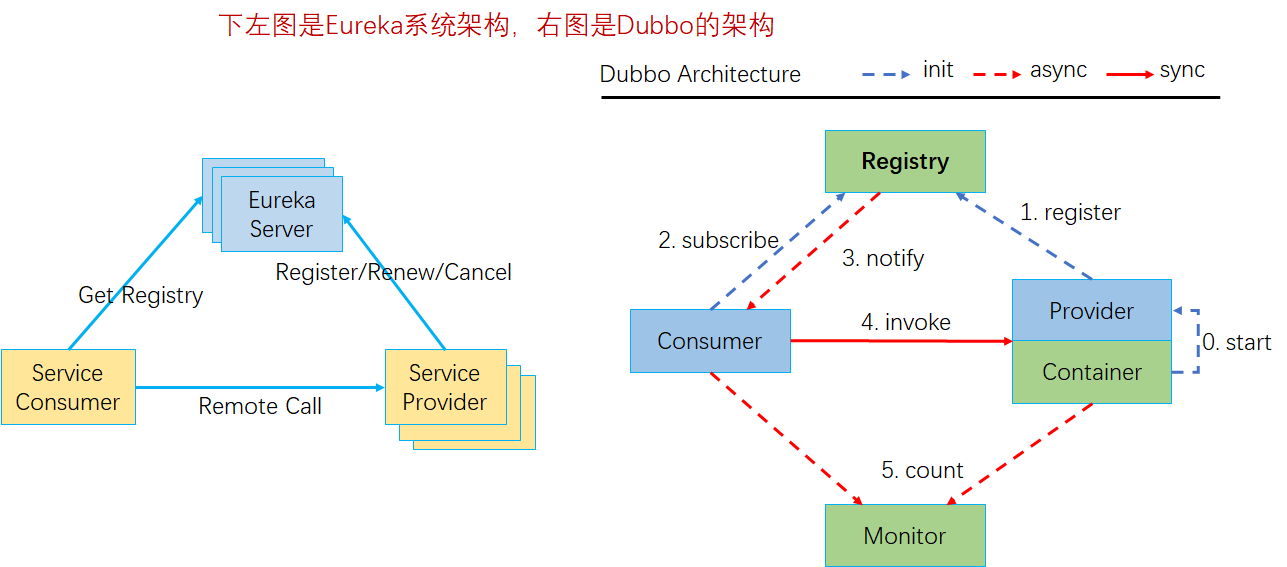 下左图是Eureka系统架构，右图是Dubbo的架构
Dubbo Architecture
init
async
sync
Eureka
Server
Register/Renew/Cancel
Get Registry
Service
Consumer
Remote Call
Service
Provider
Registry
1. register
2. subscribe
3. notify
Consumer
4. invoke
Provider
Container
0. start
5. count
Monitor